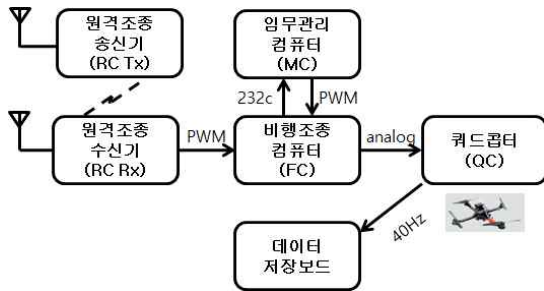 원격조종
송신기
(RC Tx)
임무관리
컴퓨터
(MC)
232c
PWM
원격조종
수신기
(RC Rx)
PWM
비행조종
컴퓨터
(FC)
analog
쿼드콥터
(QC)
40Hz
데이터
저장보드